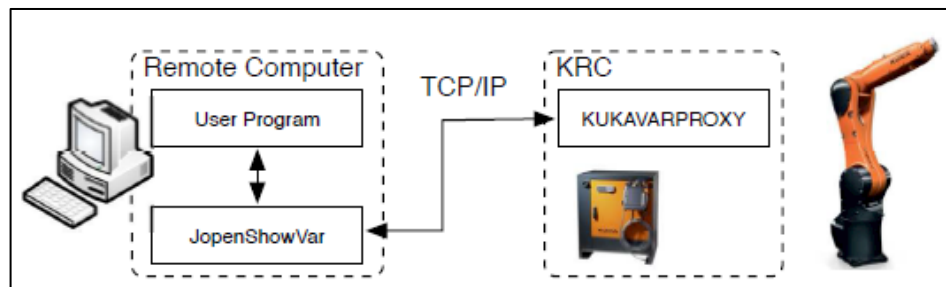 Remote Computer
User Program
JopenShowVar
TCP/IP
KRC
KUKAVARPROXY